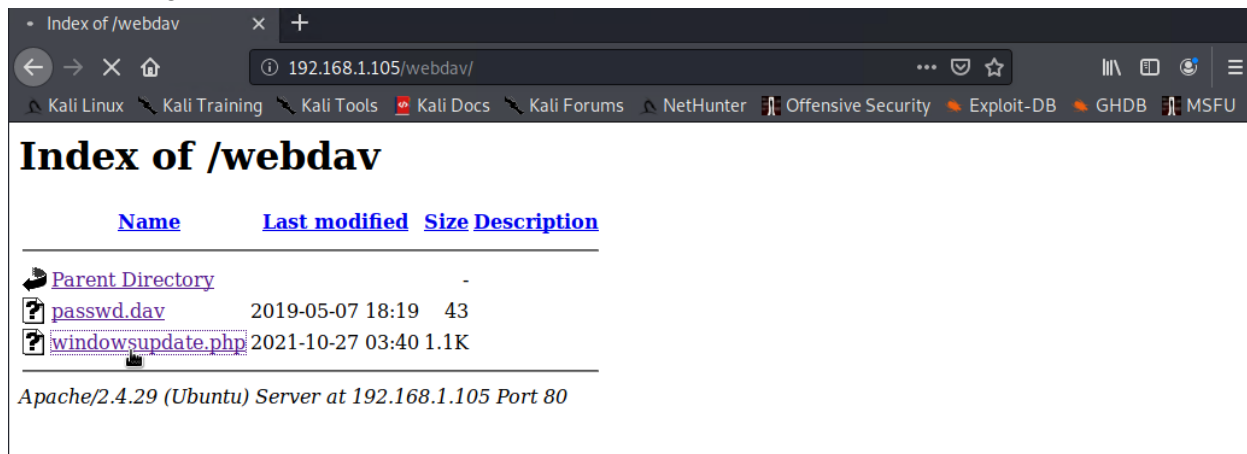 Index of /webdav
192.168.1.105/webdav/
Kali Linux Kali Training Kali Tools Kali Docs Kali Forums NetHunter Offensive Security Exploit-DB GHDB MSFU
Index of /webdav
Name Last modified Size Description
Parent Directory -
passwd.dav 2019-05-07 18:19 43
windowsupdate.php 2021-10-27 03:40 1.1K
Apache/2.4.29 (Ubuntu) Server at 192.168.1.105 Port 80